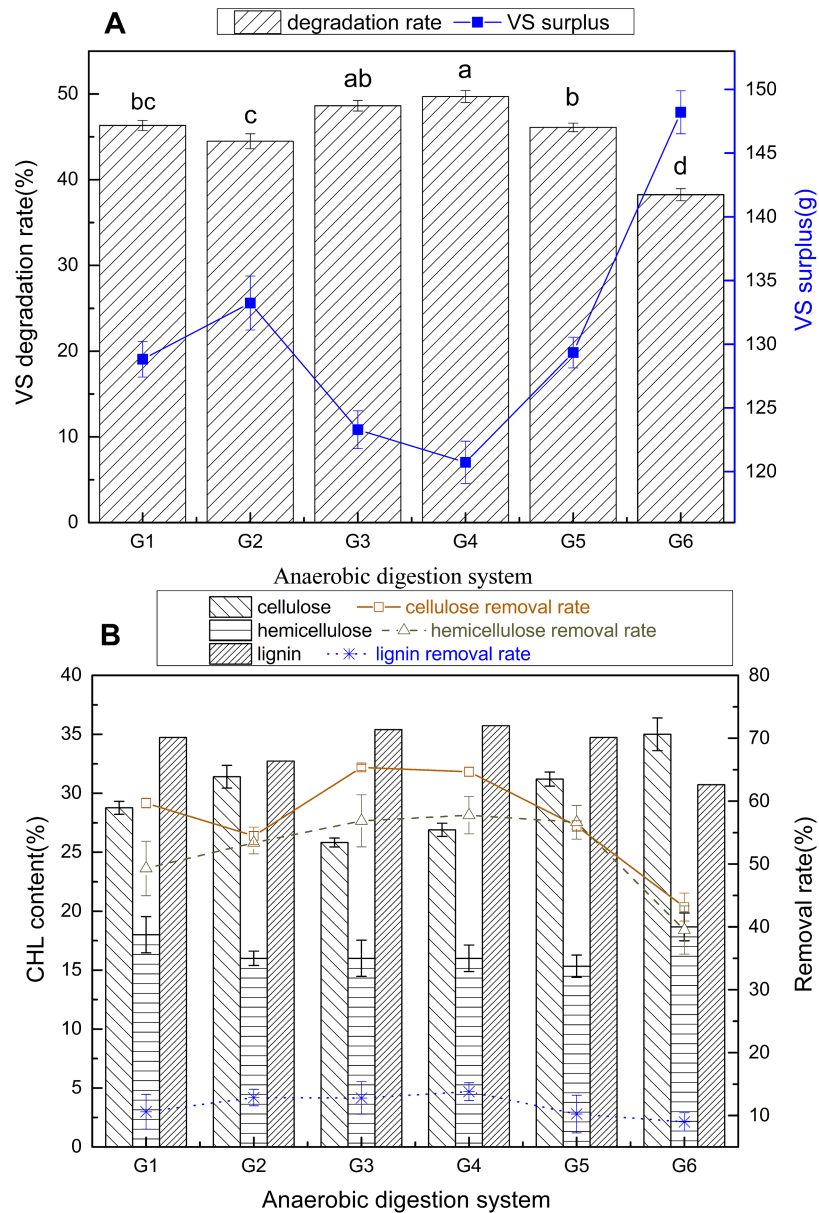 A
degradation rate VS surplus
VS degradation rate(%)
50
40
30
20
10
0
bc c ab a b d
150
145
140
135
130
125
120
VS surplus(g)
G1 G2 G3 G4 G5 G6
Anaerobic digestion system
B
cellulose cellulose removal rate
hemicellulose hemicellulose removal rate
lignin lignin removal rate
CHL content(%)
40
35
30
25
20
15
10
5
0
80
70
60
50
40
30
20
10
Removal rate(%)
G1 G2 G3 G4 G5 G6
Anaerobic digestion system